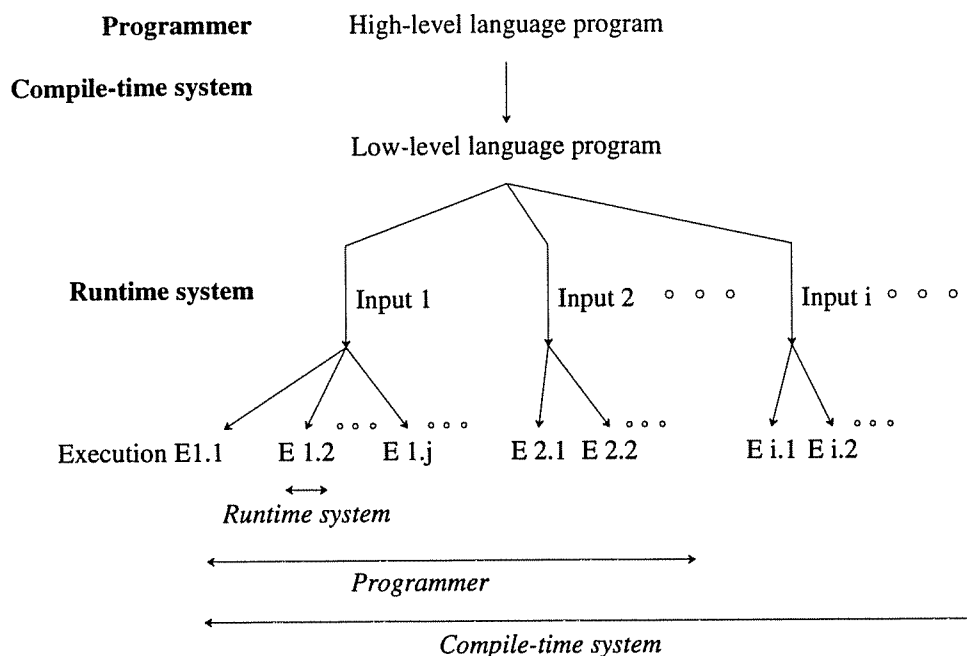 Programmer High-level language program
Compile-time system
Low-level language program
Runtime system Input 1 Input 2 o o o Input i o o o
Execution E1.1 E 1.2 o o o E 1.j o o o E 2.1 E 2.2 o o o E i.1 E i.2 o o o
Runtime system
Programmer
Compile-time system